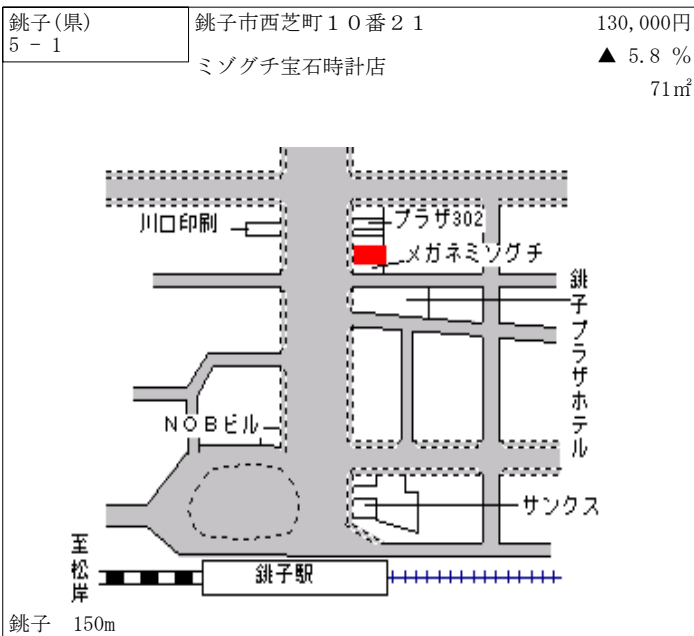 銚子(県)
5 - 1
銚子市西芝町１０番２１
ミゾグチ宝石時計店
130,000円
▲ 5.8 %
71㎡
川口印刷
プラザ302
メガネミゾグチ
銚子プラザホテル
ＮＯＢビル
サンクス
至松岸
銚子駅
銚子　150m